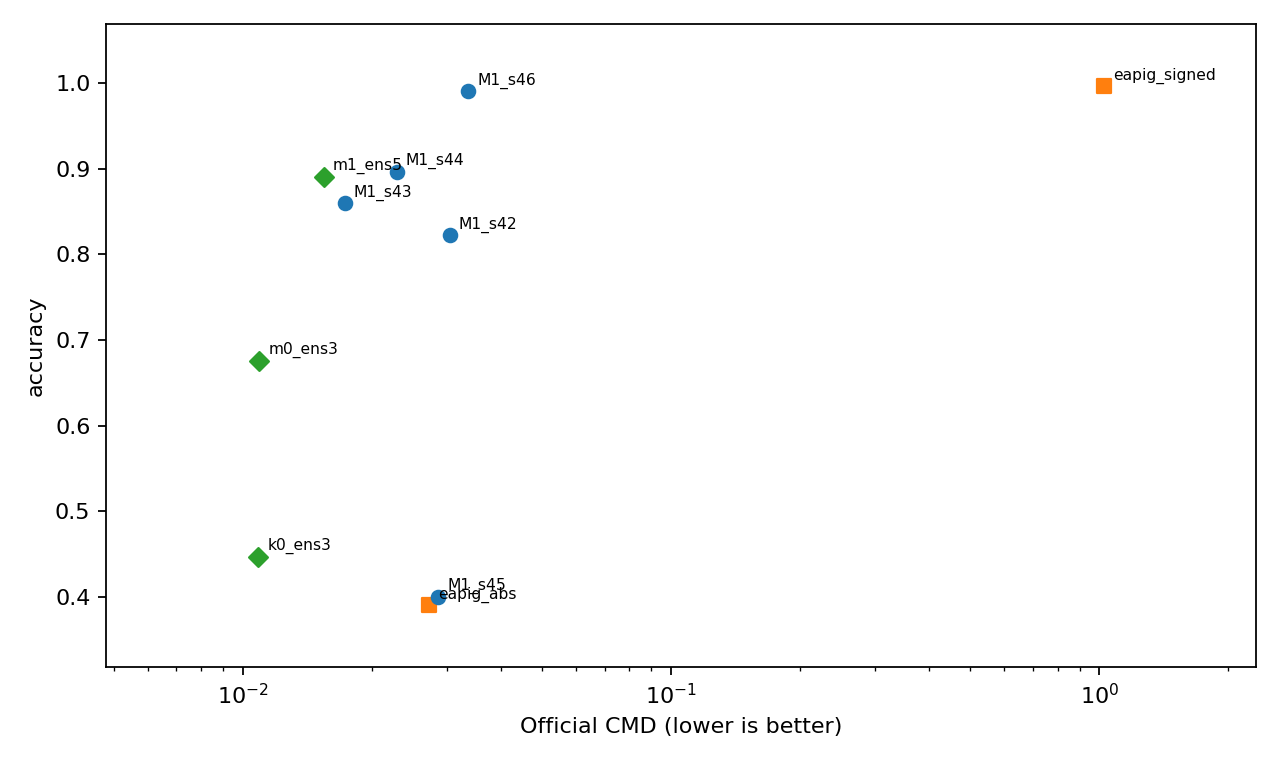 1.0
0.9
0.8
0.7
0.6
0.5
0.4
accuracy
M1_s46
eapig_signed
m1_ens5
M1_s44
M1_s43
M1_s42
m0_ens3
k0_ens3
M1_s45
eapig_abs
10⁻²
10⁻¹
10⁰
Official CMD (lower is better)